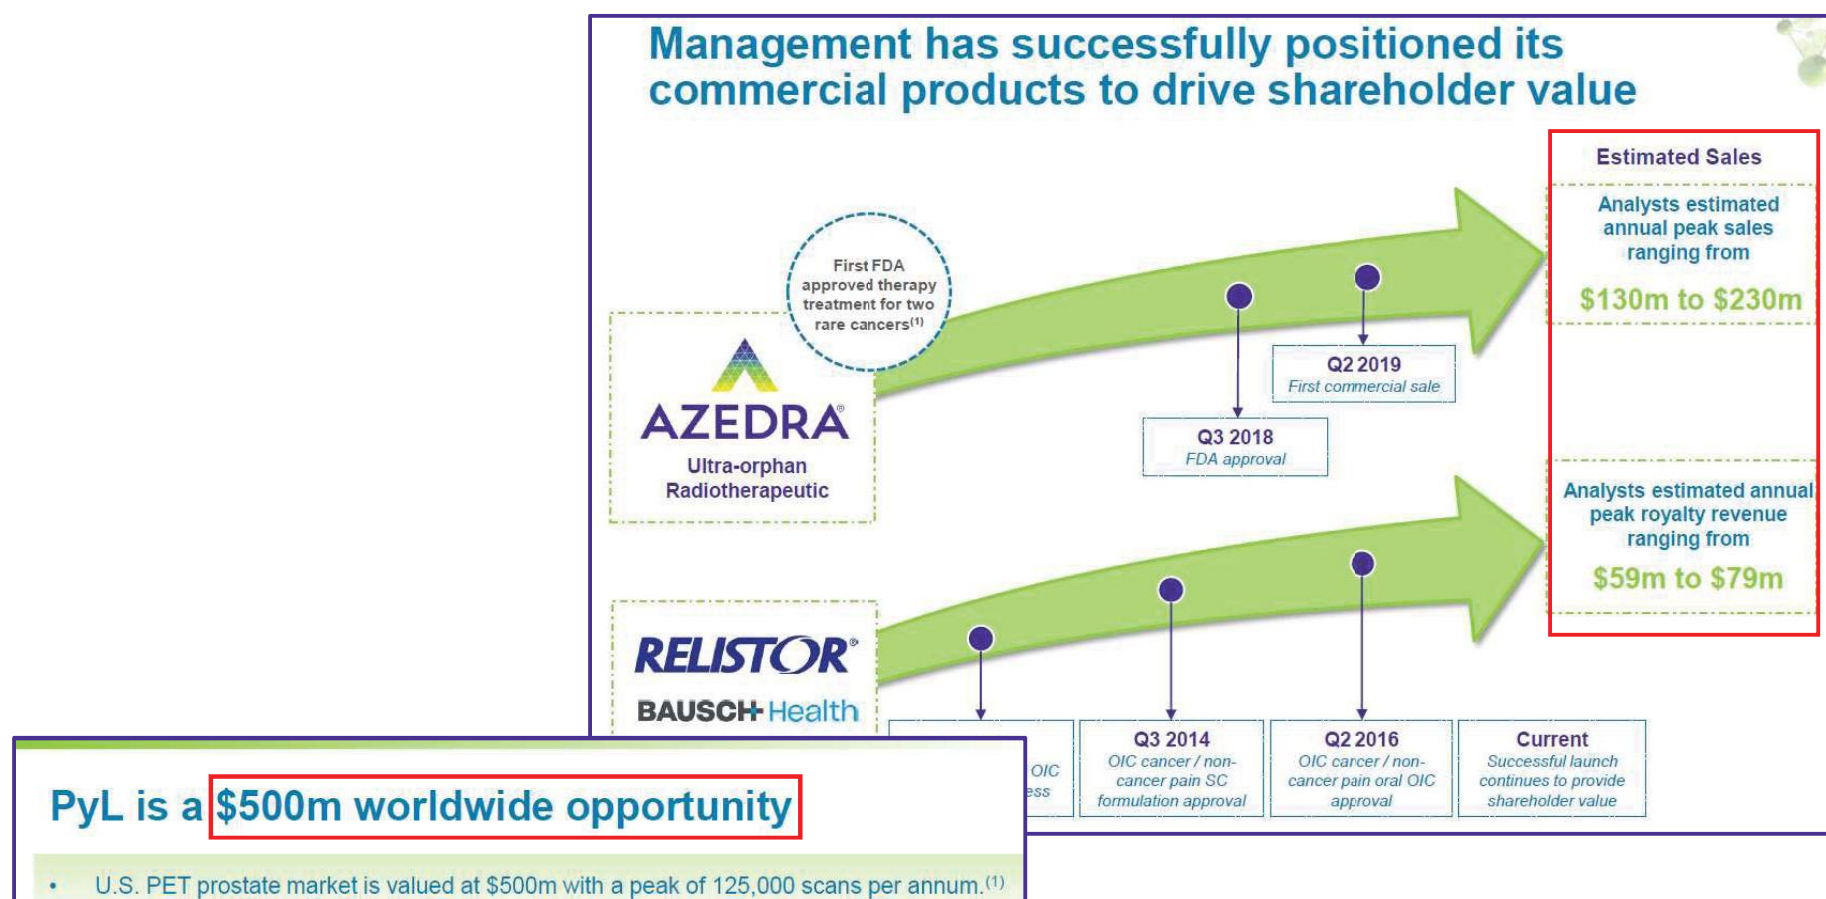 Management has successfully positioned its
commercial products to drive shareholder value
Estimated Sales
Analysts estimated
annual peak sales
ranging from
$130m to $230m
First FDA
approved therapy
treatment for two
rare cancers(1)
AZEDRA®
Ultra-orphan
Radiotherapeutic
Q2 2019
First commercial sale
Q3 2018
FDA approval
Analysts estimated annual
peak royalty revenue
ranging from
$59m to $79m
RELISTOR®
BAUSCH+Health
OIC
ess
Q3 2014
OIC cancer / non-
cancer pain SC
formulation approval
Q2 2016
OIC cancer / non-
cancer pain oral OIC
approval
Current
Successful launch
continues to provide
shareholder value
PyL is a $500m worldwide opportunity
• U.S. PET prostate market is valued at $500m with a peak of 125,000 scans per annum.(1)